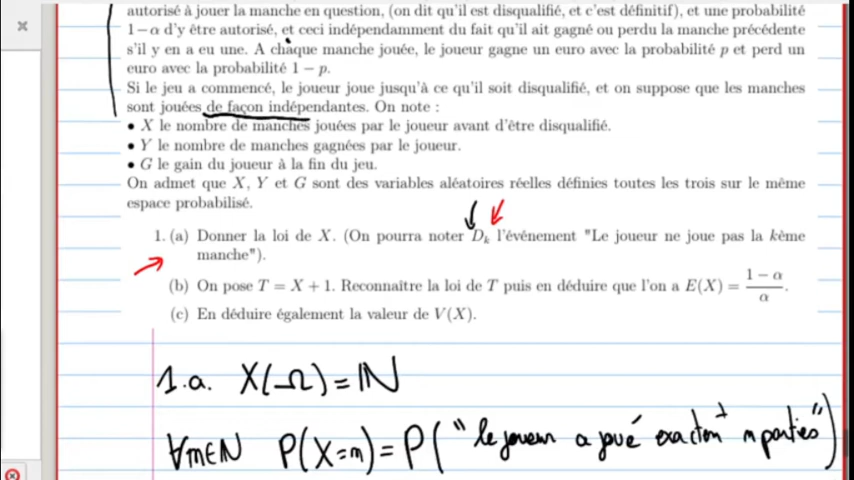 autorisé à jouer la manche en question, (on dit qu'il est disqualifié, et c'est définitif), et une probabilité
1−α d'y être autorisé, et ceci indépendamment du fait qu'il ait gagné ou perdu la manche précédente
s'il y en a eu une. A chaque manche jouée, le joueur gagne un euro avec la probabilité p et perd un
euro avec la probabilité 1 − p.
Si le jeu a commencé, le joueur joue jusqu'à ce qu'il soit disqualifié, et on suppose que les manches
sont jouées de façon indépendantes. On note :
• X le nombre de manches jouées par le joueur avant d'être disqualifié.
• Y le nombre de manches gagnées par le joueur.
• G le gain du joueur à la fin du jeu.
On admet que X, Y et G sont des variables aléatoires réelles définies toutes les trois sur le même
espace probabilisé.
1. (a) Donner la loi de X. (On pourra noter Dk l'événement "Le joueur ne joue pas la kème
manche").
(b) On pose T = X + 1. Reconnaître la loi de T puis en déduire que l'on a E(X) = (1 − α)/α.
(c) En déduire également la valeur de V(X).
1.a. X(Ω) = ℕ
∀n∈ℕ P(X=n) = P("le joueur a joué exactemt n parties")